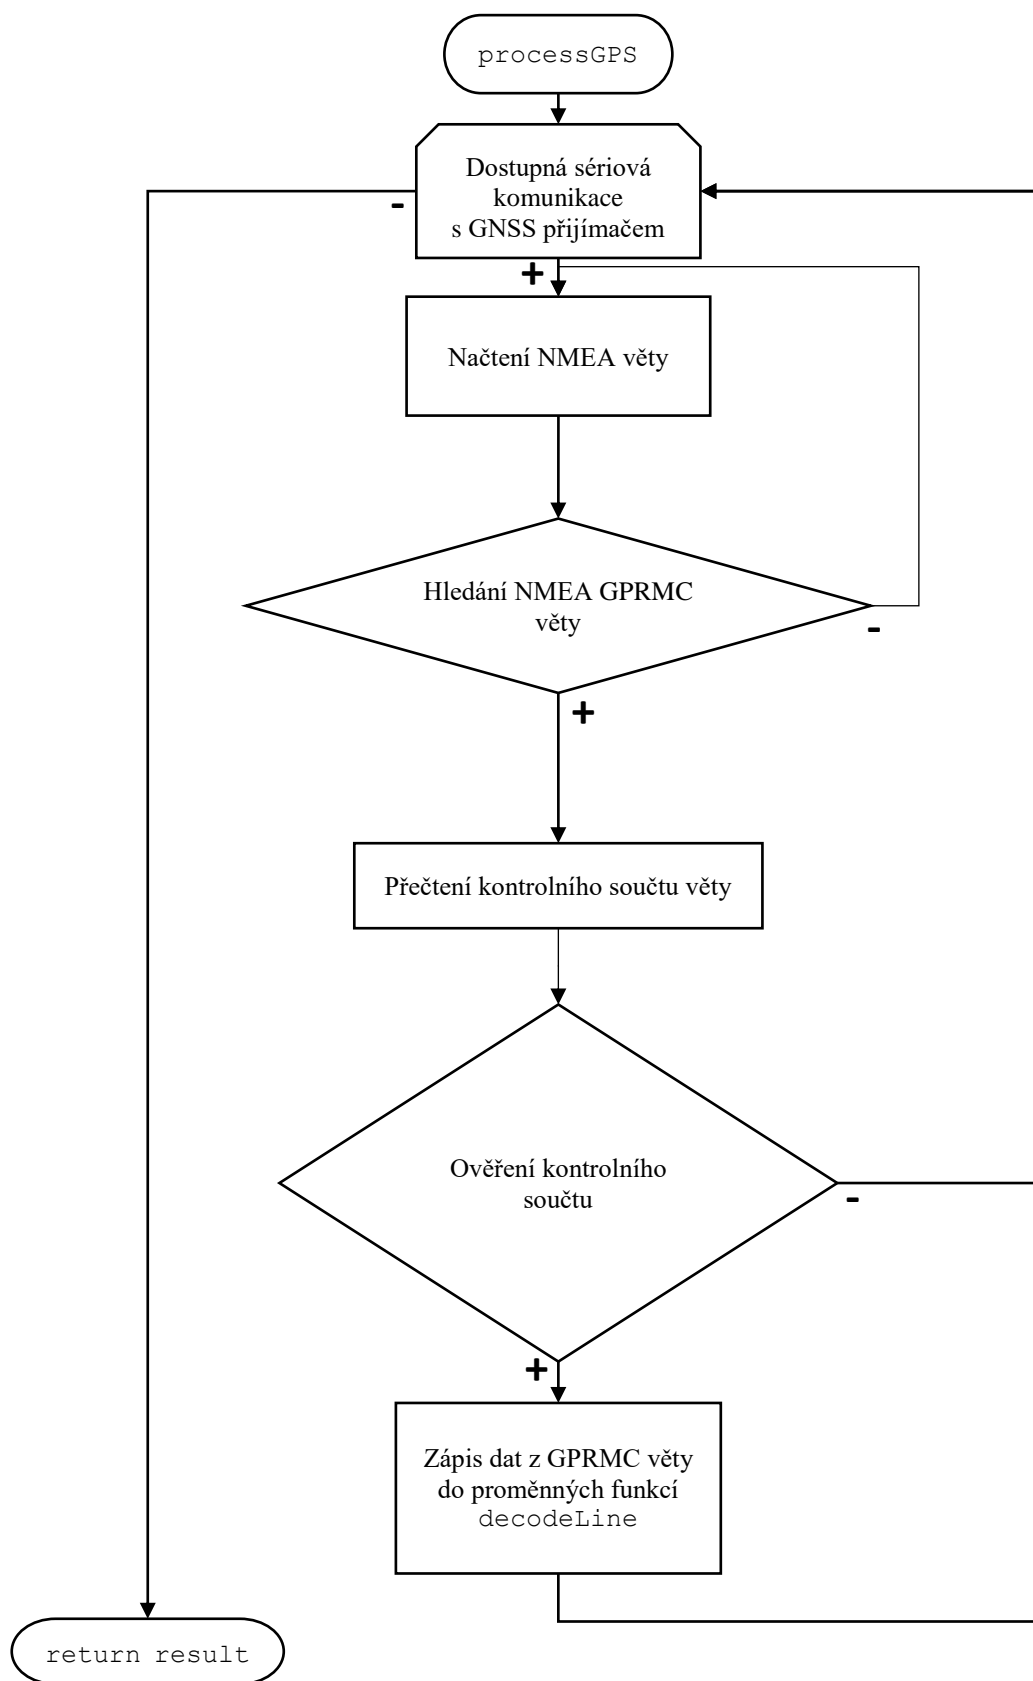 processGPS
Dostupná sériová
komunikace
s GNSS přijímačem
-
+
Načtení NMEA věty
Hledání NMEA GPRMC
věty
-
+
Přečtení kontrolního součtu věty
Ověření kontrolního
součtu
-
+
Zápis dat z GPRMC věty
do proměnných funkcí
decodeLine
return result